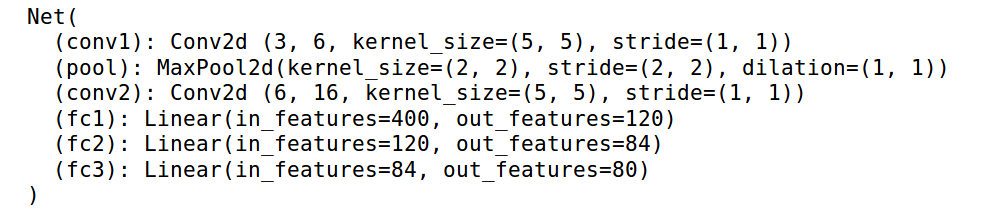 Net(
  (conv1): Conv2d (3, 6, kernel_size=(5, 5), stride=(1, 1))
  (pool): MaxPool2d(kernel_size=(2, 2), stride=(2, 2), dilation=(1, 1))
  (conv2): Conv2d (6, 16, kernel_size=(5, 5), stride=(1, 1))
  (fc1): Linear(in_features=400, out_features=120)
  (fc2): Linear(in_features=120, out_features=84)
  (fc3): Linear(in_features=84, out_features=80)
)